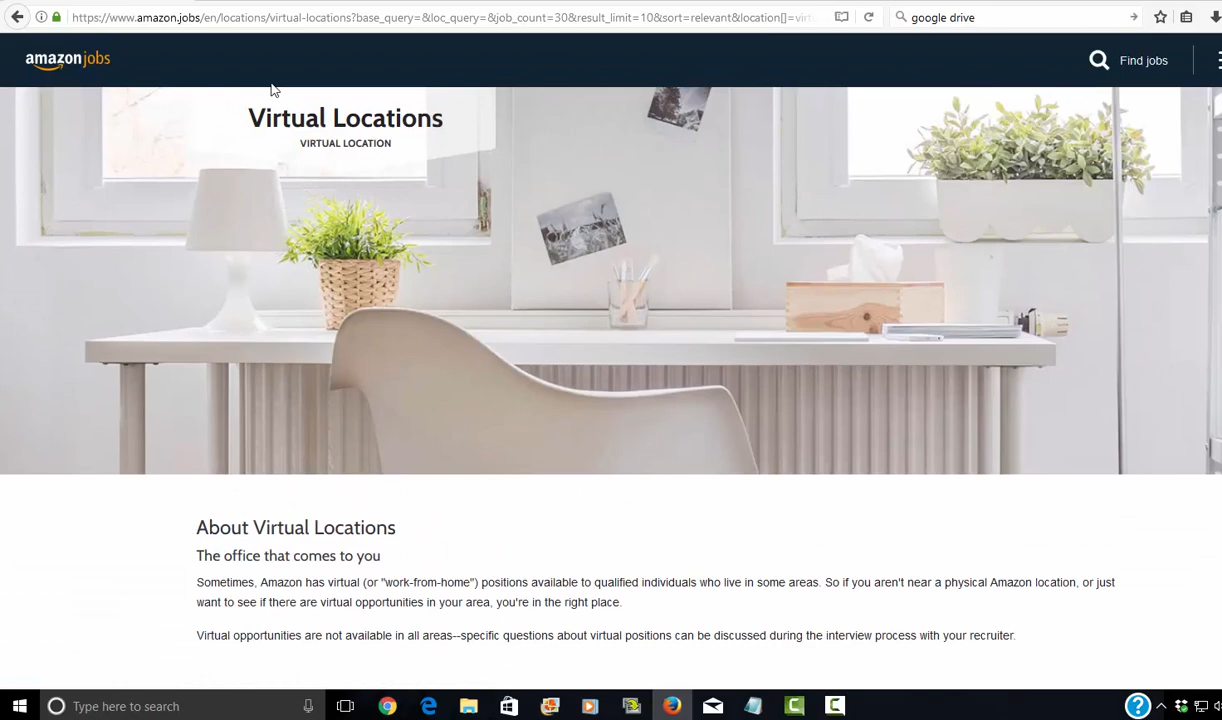 https://www.amazon.jobs/en/locations/virtual-locations?base_query=&loc_query=&job_count=30&result_limit=10&sort=relevant&location[]=virtu
google drive
amazonjobs
Find jobs
Virtual Locations
VIRTUAL LOCATION
About Virtual Locations
The office that comes to you
Sometimes, Amazon has virtual (or "work-from-home") positions available to qualified individuals who live in some areas. So if you aren't near a physical Amazon location, or just
want to see if there are virtual opportunities in your area, you're in the right place.
Virtual opportunities are not available in all areas--specific questions about virtual positions can be discussed during the interview process with your recruiter.
Type here to search